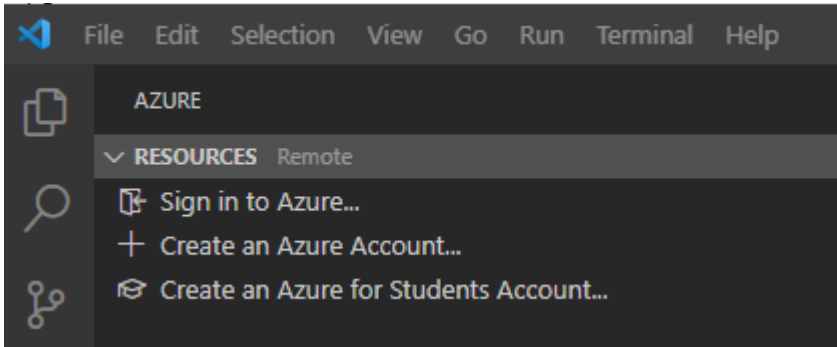 File Edit Selection View Go Run Terminal Help
AZURE
RESOURCES Remote
Sign in to Azure...
Create an Azure Account...
Create an Azure for Students Account...